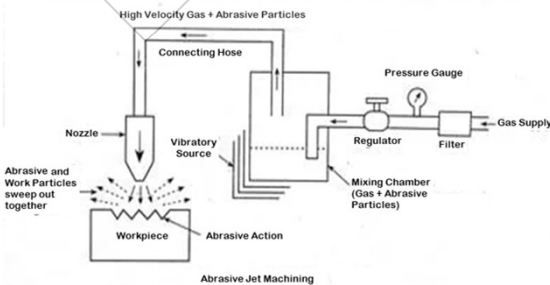 High Velocity Gas + Abrasive Particles
Connecting Hose
Pressure Gauge
Gas Supply
Nozzle
Vibratory
Source
Regulator
Filter
Abrasive and
Work Particles
sweep out
together
Mixing Chamber
(Gas + Abrasive
Particles)
Workpiece
Abrasive Action
Abrasive Jet Machining